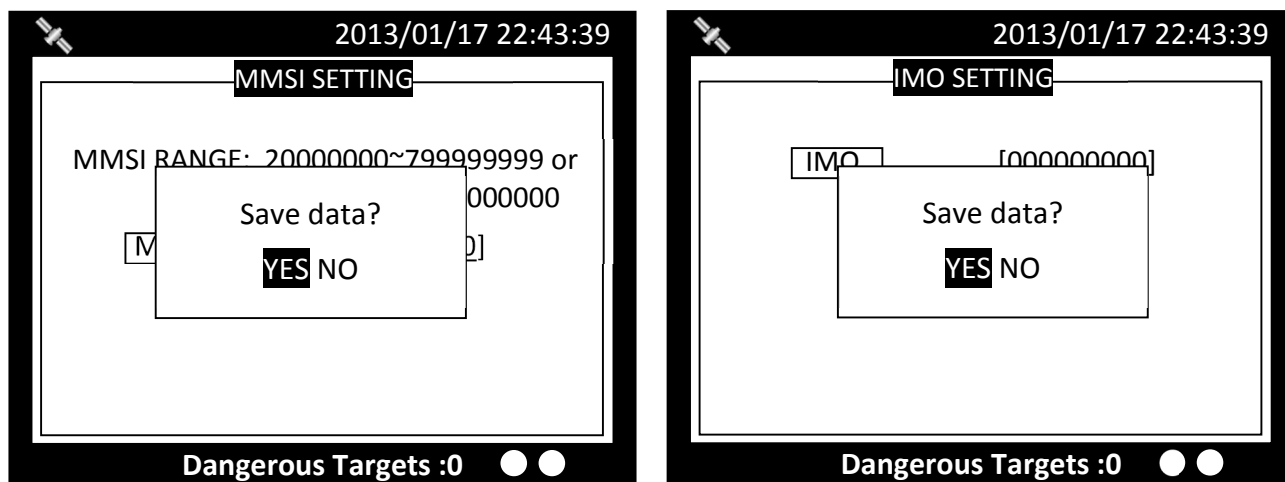 2013/01/17 22:43:39
MMSI SETTING
MMSI RANGE: 20000000~799999999 or
000000
M
0]
Save data?
YES NO
Dangerous Targets :0
2013/01/17 22:43:39
IMO SETTING
IMO [000000000]
Save data?
YES NO
Dangerous Targets :0